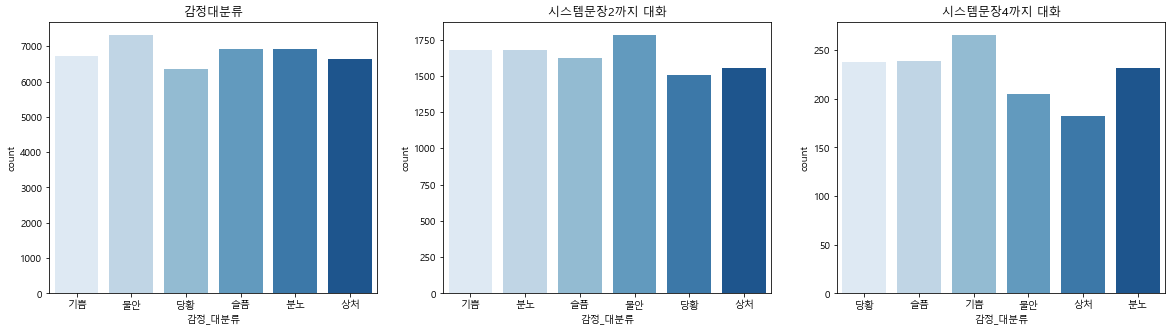 감정대분류
7000
6000
5000
4000
3000
2000
1000
0
count
기쁨 불안 당황 슬픔 분노 상처
감정_대분류
시스템문장2까지 대화
1750
1500
1250
1000
750
500
250
0
count
기쁨 분노 슬픔 불안 당황 상처
감정_대분류
시스템문장4까지 대화
250
200
150
100
50
0
count
당황 슬픔 기쁨 불안 상처 분노
감정_대분류